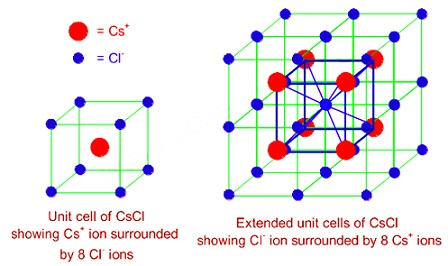 = Cs⁺
= Cl⁻
Unit cell of CsCl
showing Cs⁺ ion surrounded
by 8 Cl⁻ ions
Extended unit cells of CsCl
showing Cl⁻ ion surrounded by 8 Cs⁺ ions